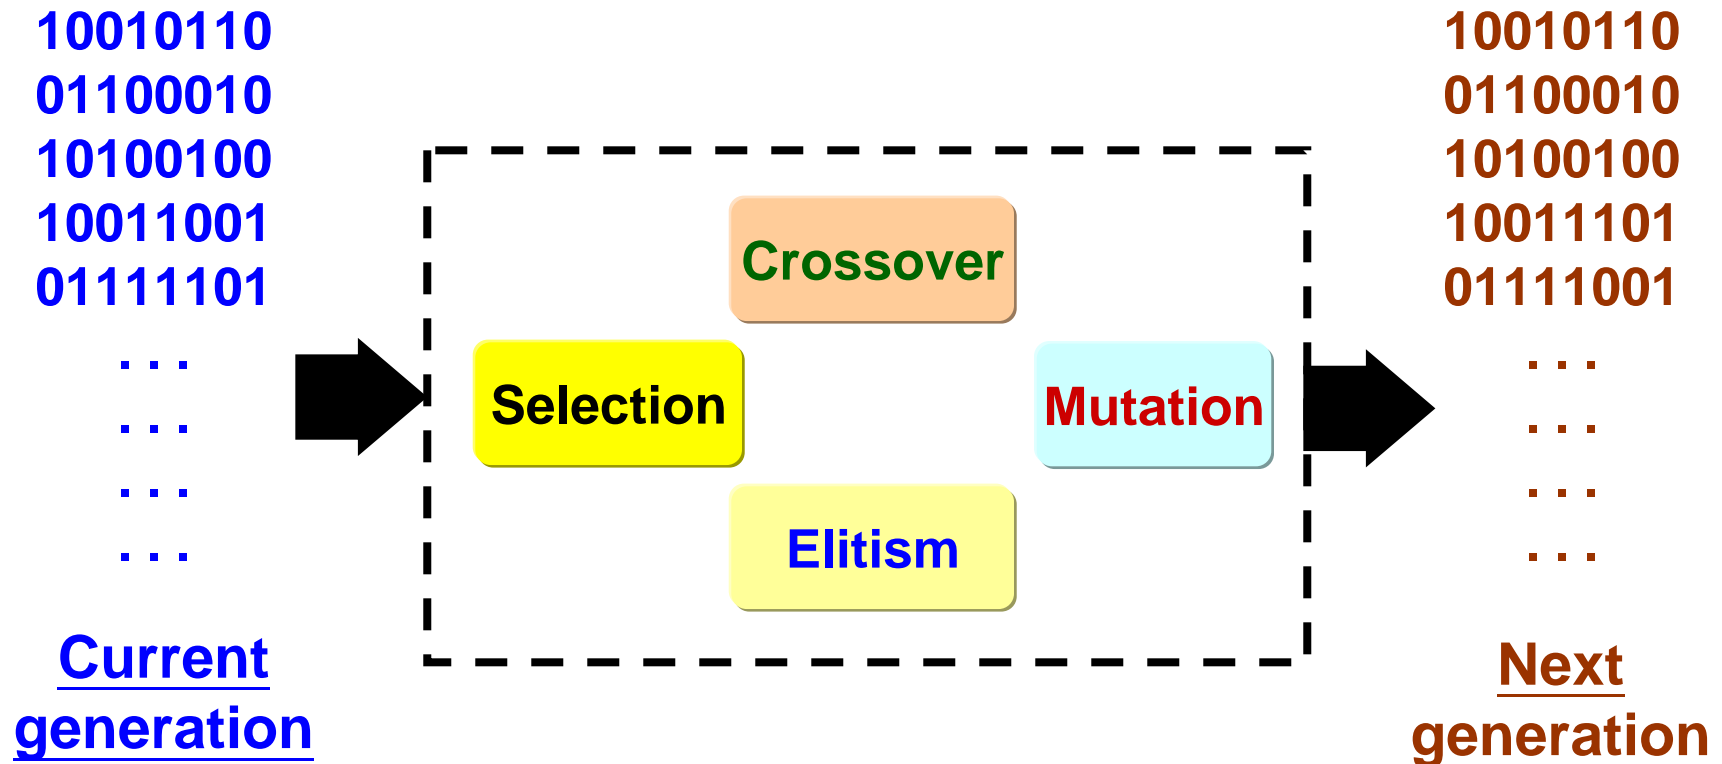 10010110
01100010
10100100
10011001
01111101
. . .
. . .
. . .
. . .
Current
generation
Crossover
Selection
Mutation
Elitism
10010110
01100010
10100100
10011101
01111001
. . .
. . .
. . .
. . .
Next
generation